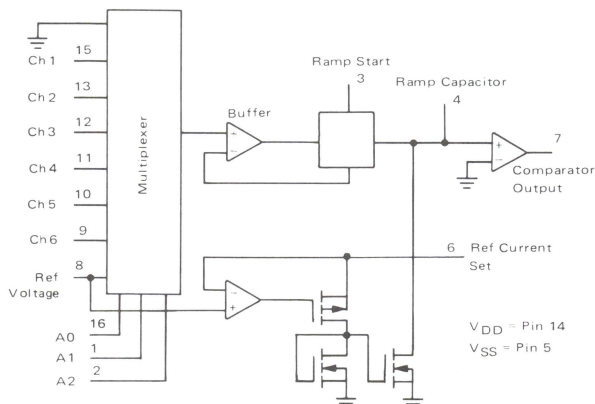 Ramp Start
3
Ramp Capacitor
4
Ch 1 15
Ch 2 13
Ch 3 12
Ch 4 11
Ch 5 10
Ch 6 9
Ref Voltage 8
A0 16
A1 1
A2 2
Multiplexer
Buffer
+
−
7
Comparator
Output
+
−
6 Ref Current
Set
−
+
VDD = Pin 14
VSS = Pin 5